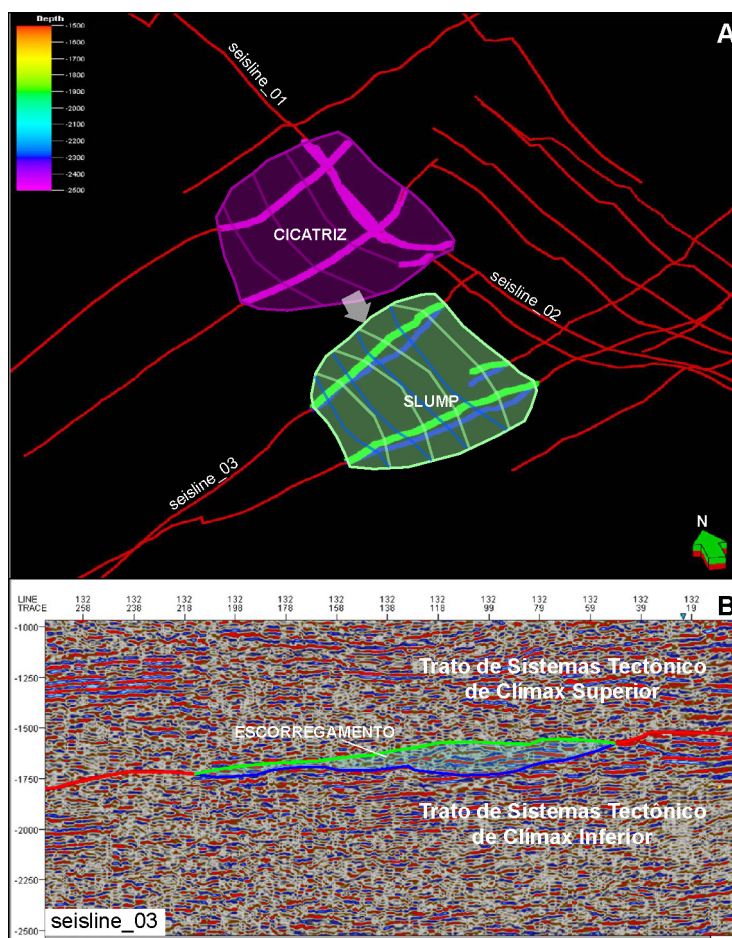 Depth
-1500
-1600
-1700
-1800
-1900
-2000
-2100
-2200
-2300
-2400
-2500
A
seisline_01
CICATRIZ
seisline_02
SLUMP
seisline_03
N
LINE 132 132 132 132 132 132 132 132 132 132 132 132 132
TRACE 258 238 218 198 178 158 138 118 99 79 59 39 19
B
-1000
-1250
-1500
-1750
-2000
-2250
-2500
Trato de Sistemas Tectônico
de Clímax Superior
ESCORREGAMENTO
Trato de Sistemas Tectônico
de Clímax Inferior
seisline_03